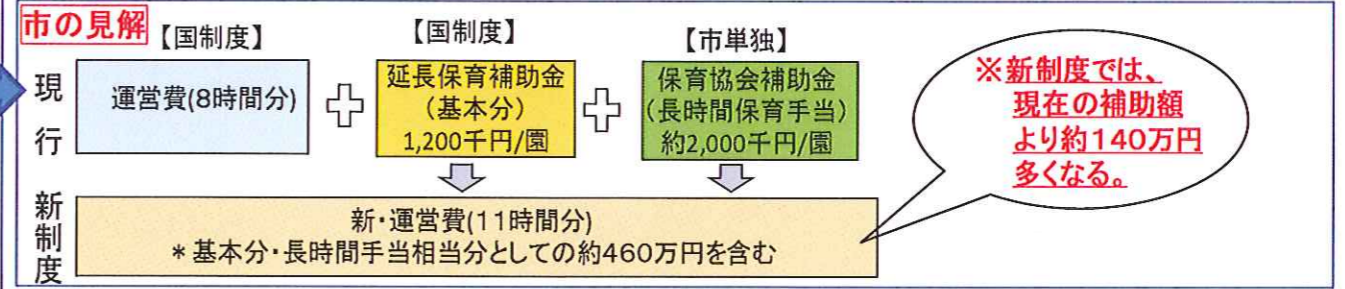 市の見解
【国制度】
【国制度】
【市単独】
現行
運営費(8時間分)
延長保育補助金
(基本分)
1,200千円/園
保育協会補助金
(長時間保育手当)
約2,000千円/園
※新制度では、
現在の補助額
より約140万円
多くなる。
新制度
新・運営費(11時間分)
*基本分・長時間手当相当分としての約460万円を含む